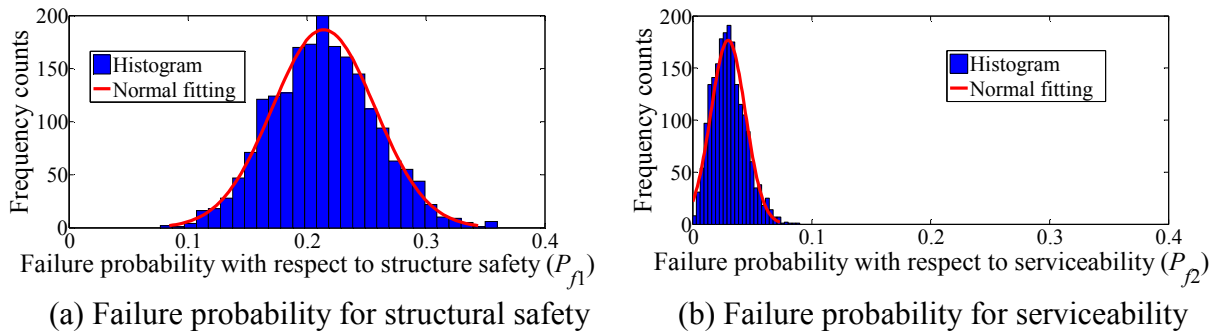 200
150
100
50
0
Frequency counts
Histogram
Normal fitting
0 0.1 0.2 0.3 0.4
Failure probability with respect to structure safety (P_f1)
(a) Failure probability for structural safety
200
150
100
50
0
Frequency counts
Histogram
Normal fitting
0 0.1 0.2 0.3 0.4
Failure probability with respect to serviceability (P_f2)
(b) Failure probability for serviceability